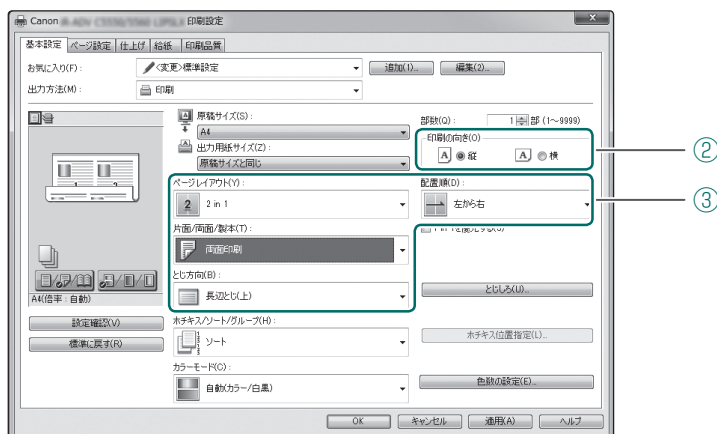 Canon iR-ADV C5550/5560 LIPSLX 印刷設定
基本設定 ページ設定 仕上げ 給紙 印刷品質
お気に入り(F): <変更>標準設定 追加(1)... 編集(2)...
出力方法(M): 印刷
原稿サイズ(S):
A4
出力用紙サイズ(Z):
原稿サイズと同じ
部数(Q): 1 部 (1~9999)
印刷の向き(O)
A 縦 A 横
②
ページレイアウト(Y):
2 2 in 1
配置順(D):
左から右
③
片面/両面/製本(T):
両面印刷
とじ方向(B):
長辺とじ(上)
とじしろ(U)...
A4(倍率:自動)
設定確認(V)
標準に戻す(R)
ホチキス/ソート/グループ(H):
ソート
ホチキス位置指定(L)...
カラーモード(C):
自動(カラー/白黒)
色数の設定(E)...
OK キャンセル 適用(A) ヘルプ